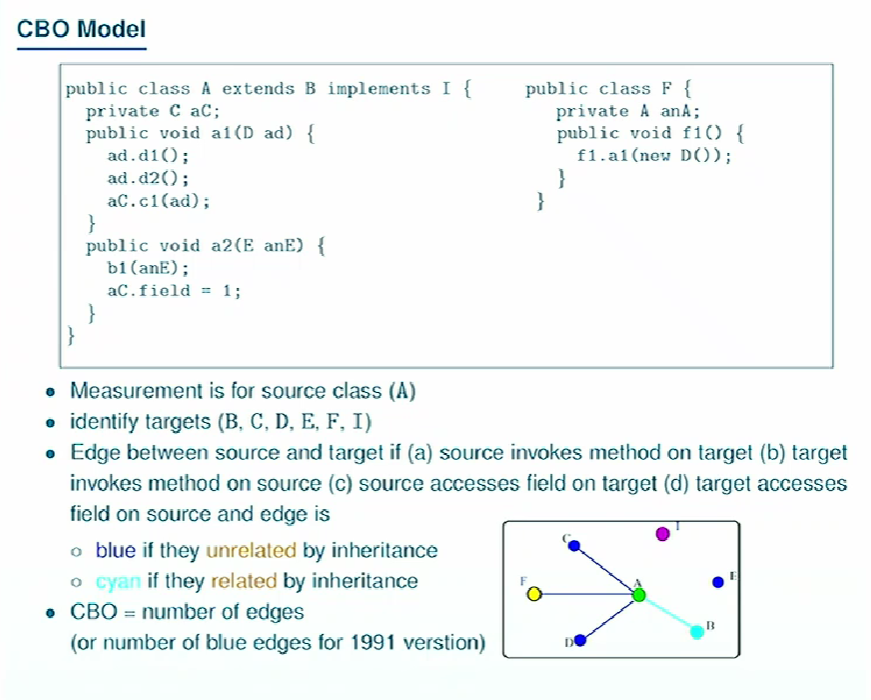 CBO Model
public class A extends B implements I {
private C aC;
public void a1(D ad) {
ad.d1();
ad.d2();
aC.c1(ad);
}
public void a2(E anE) {
b1(anE);
aC.field = 1;
}
}
public class F {
private A anA;
public void f1() {
f1.a1(new D());
}
}
• Measurement is for source class (A)
• identify targets (B, C, D, E, F, I)
• Edge between source and target if (a) source invokes method on target (b) target
invokes method on source (c) source accesses field on target (d) target accesses
field on source and edge is
o blue if they unrelated by inheritance
o cyan if they related by inheritance
• CBO = number of edges
(or number of blue edges for 1991 verstion)
I
C
E
F
A
B
D